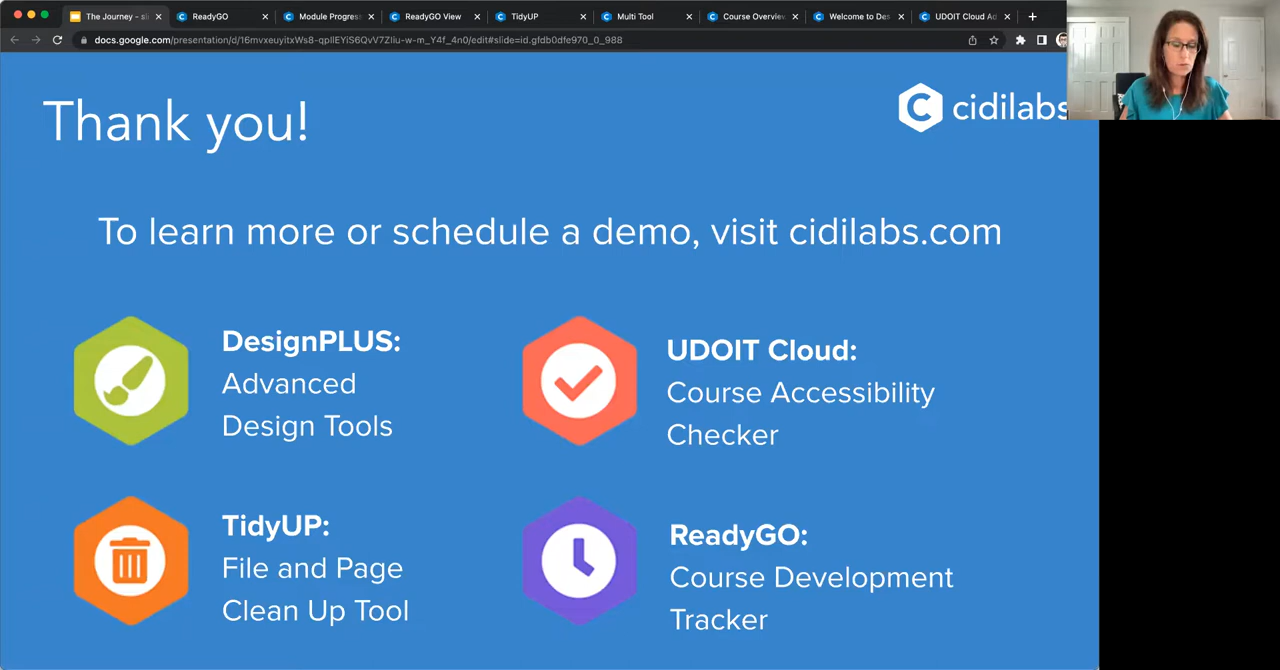 The Journey - sli
ReadyGO
Module Progres
ReadyGO View
TidyUP
Multi Tool
Course Overview
Welcome to Des
UDOIT Cloud Ad
docs.google.com/presentation/d/16mvxeuyitxWs8-qpllEYiS6QvV7Zliu-w-m_Y4f_4n0/edit#slide=id.gfdb0dfe970_0_988
Thank you!
cidilabs
To learn more or schedule a demo, visit cidilabs.com
DesignPLUS:
Advanced
Design Tools
UDOIT Cloud:
Course Accessibility
Checker
TidyUP:
File and Page
Clean Up Tool
ReadyGO:
Course Development
Tracker